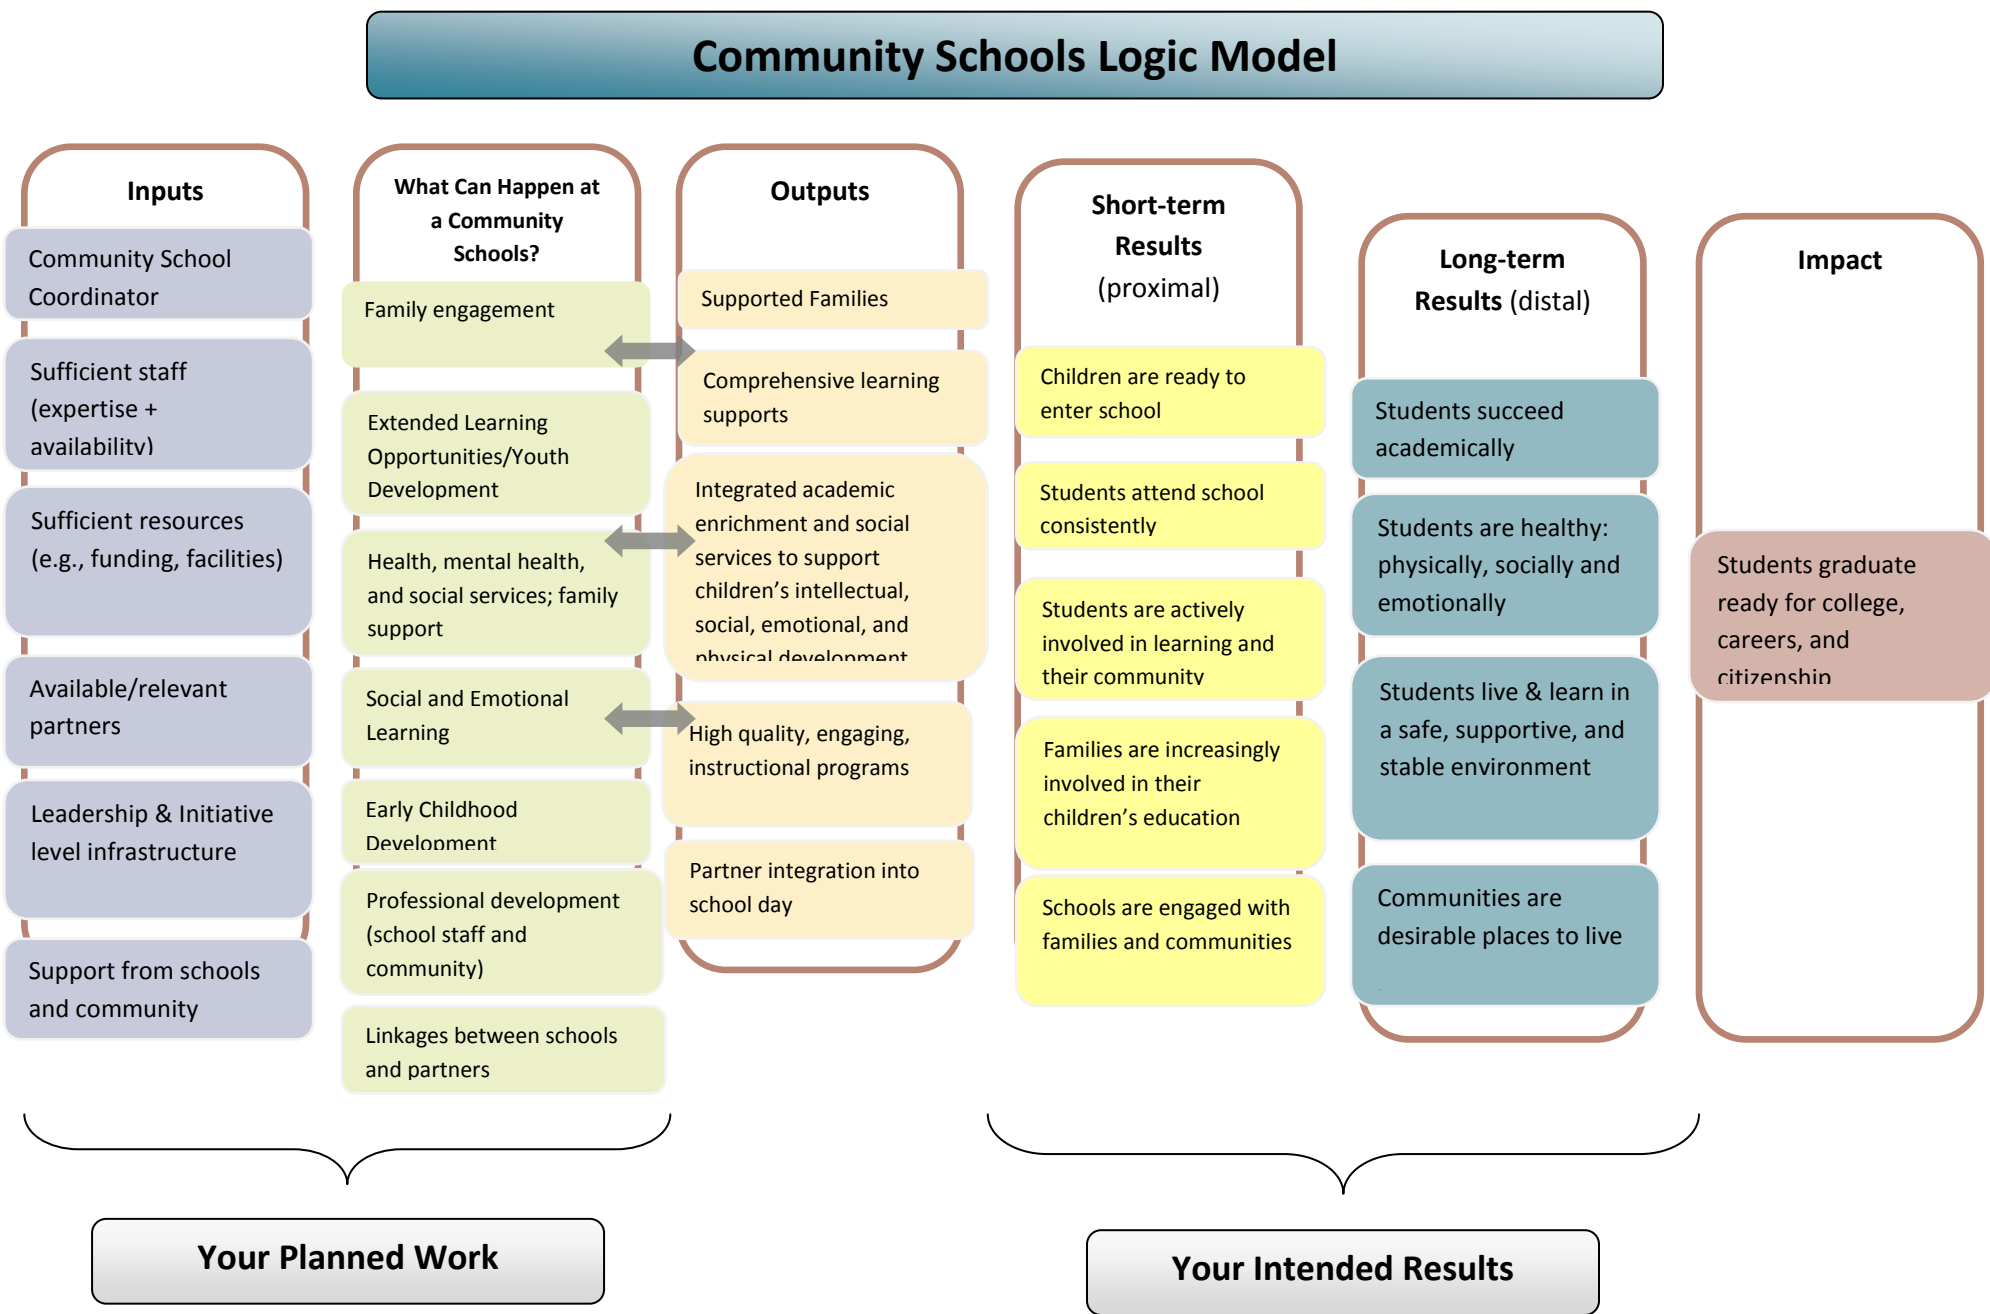 Community Schools Logic Model
Inputs
Community School
Coordinator
Sufficient staff
(expertise +
availability)
Sufficient resources
(e.g., funding, facilities)
Available/relevant
partners
Leadership & Initiative
level infrastructure
Support from schools
and community
What Can Happen at
a Community
Schools?
Family engagement
Extended Learning
Opportunities/Youth
Development
Health, mental health,
and social services; family
support
Social and Emotional
Learning
Early Childhood
Development
Professional development
(school staff and
community)
Linkages between schools
and partners
Outputs
Supported Families
Comprehensive learning
supports
Integrated academic
enrichment and social
services to support
children’s intellectual,
social, emotional, and
physical development
High quality, engaging,
instructional programs
Partner integration into
school day
Short-term
Results
(proximal)
Children are ready to
enter school
Students attend school
consistently
Students are actively
involved in learning and
their community
Families are increasingly
involved in their
children’s education
Schools are engaged with
families and communities
Long-term
Results (distal)
Students succeed
academically
Students are healthy:
physically, socially and
emotionally
Students live & learn in
a safe, supportive, and
stable environment
Communities are
desirable places to live
Impact
Students graduate
ready for college,
careers, and
citizenship
Your Planned Work
Your Intended Results